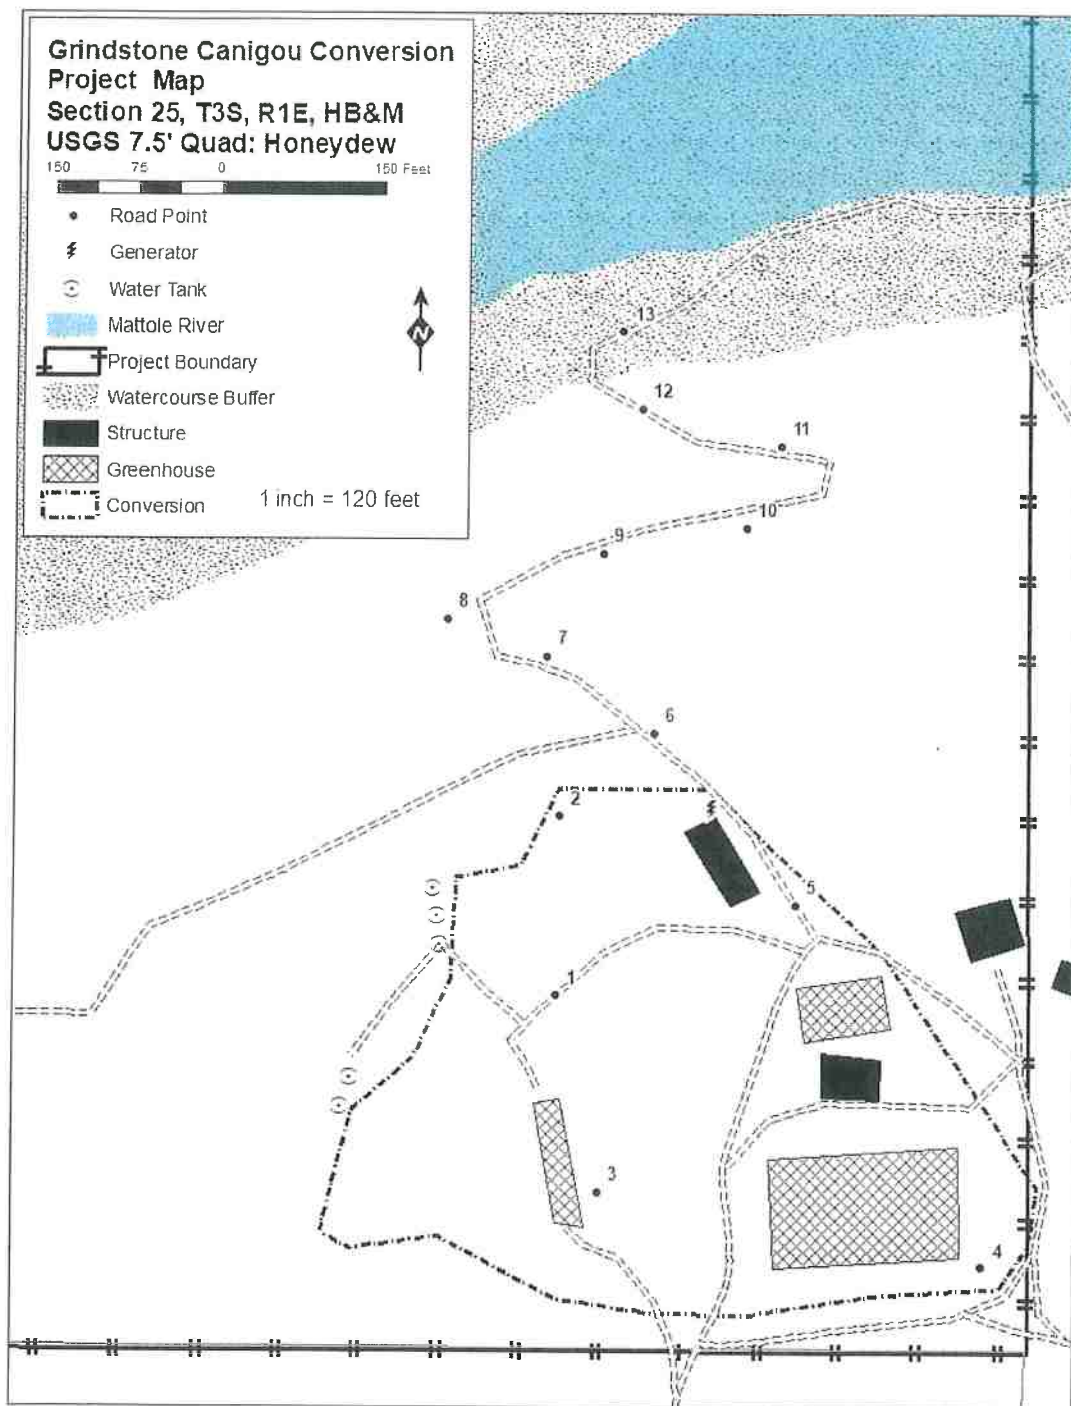 Grindstone Canigou Conversion
Project Map
Section 25, T3S, R1E, HB&M
USGS 7.5' Quad: Honeydew
150 75 0 150 Feet
Road Point
Generator
Water Tank
Mattole River
N
Project Boundary
Watercourse Buffer
Structure
Greenhouse
Conversion 1 inch = 120 feet
13
12
11
10
9
8
7
6
2
5
1
3
4